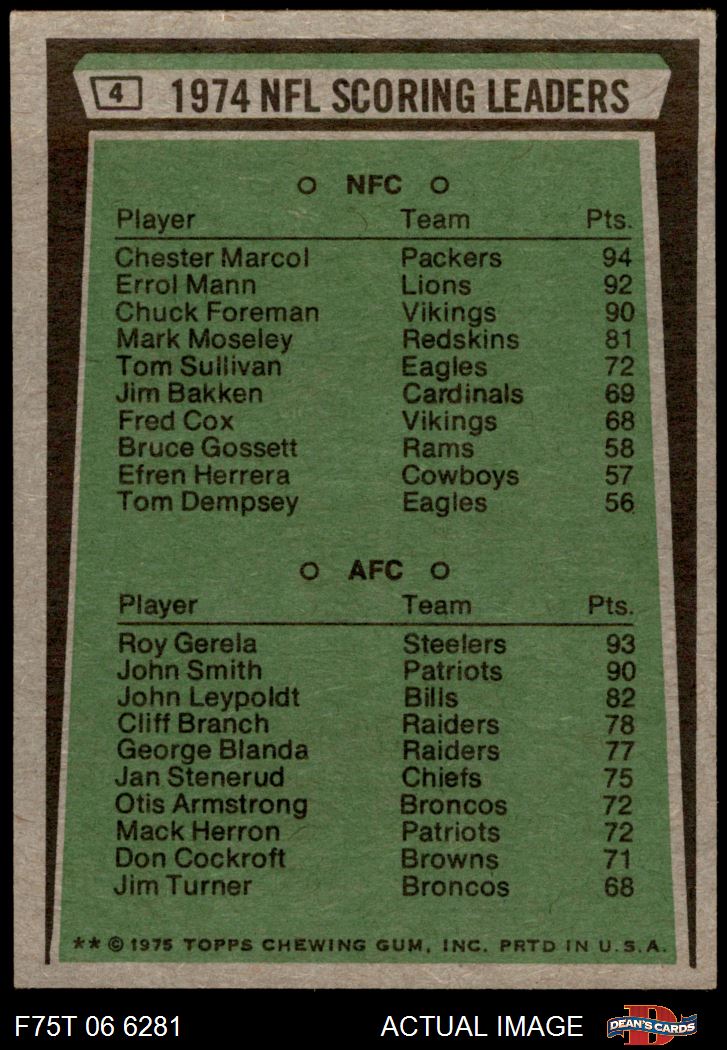 4 1974 NFL SCORING LEADERS
NFC
Player Team Pts.
Chester Marcol Packers 94
Errol Mann Lions 92
Chuck Foreman Vikings 90
Mark Moseley Redskins 81
Tom Sullivan Eagles 72
Jim Bakken Cardinals 69
Fred Cox Vikings 68
Bruce Gossett Rams 58
Efren Herrera Cowboys 57
Tom Dempsey Eagles 56
AFC
Player Team Pts.
Roy Gerela Steelers 93
John Smith Patriots 90
John Leypoldt Bills 82
Cliff Branch Raiders 78
George Blanda Raiders 77
Jan Stenerud Chiefs 75
Otis Armstrong Broncos 72
Mack Herron Patriots 72
Don Cockroft Browns 71
Jim Turner Broncos 68
** © 1975 TOPPS CHEWING GUM, INC. PRTD IN U.S.A.
F75T 06 6281 ACTUAL IMAGE D DEAN'S CARDS